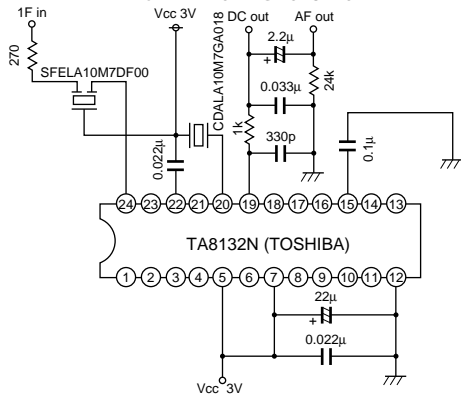 1F in
Vcc 3V
DC out
AF out
270
SFELA10M7DF00
CDALA10M7GA018
2.2µ
+
24k
0.033µ
1k
330p
0.022µ
0.1µ
24 23 22 21 20 19 18 17 16 15 14 13
TA8132N (TOSHIBA)
1 2 3 4 5 6 7 8 9 10 11 12
22µ
+
0.022µ
Vcc 3V